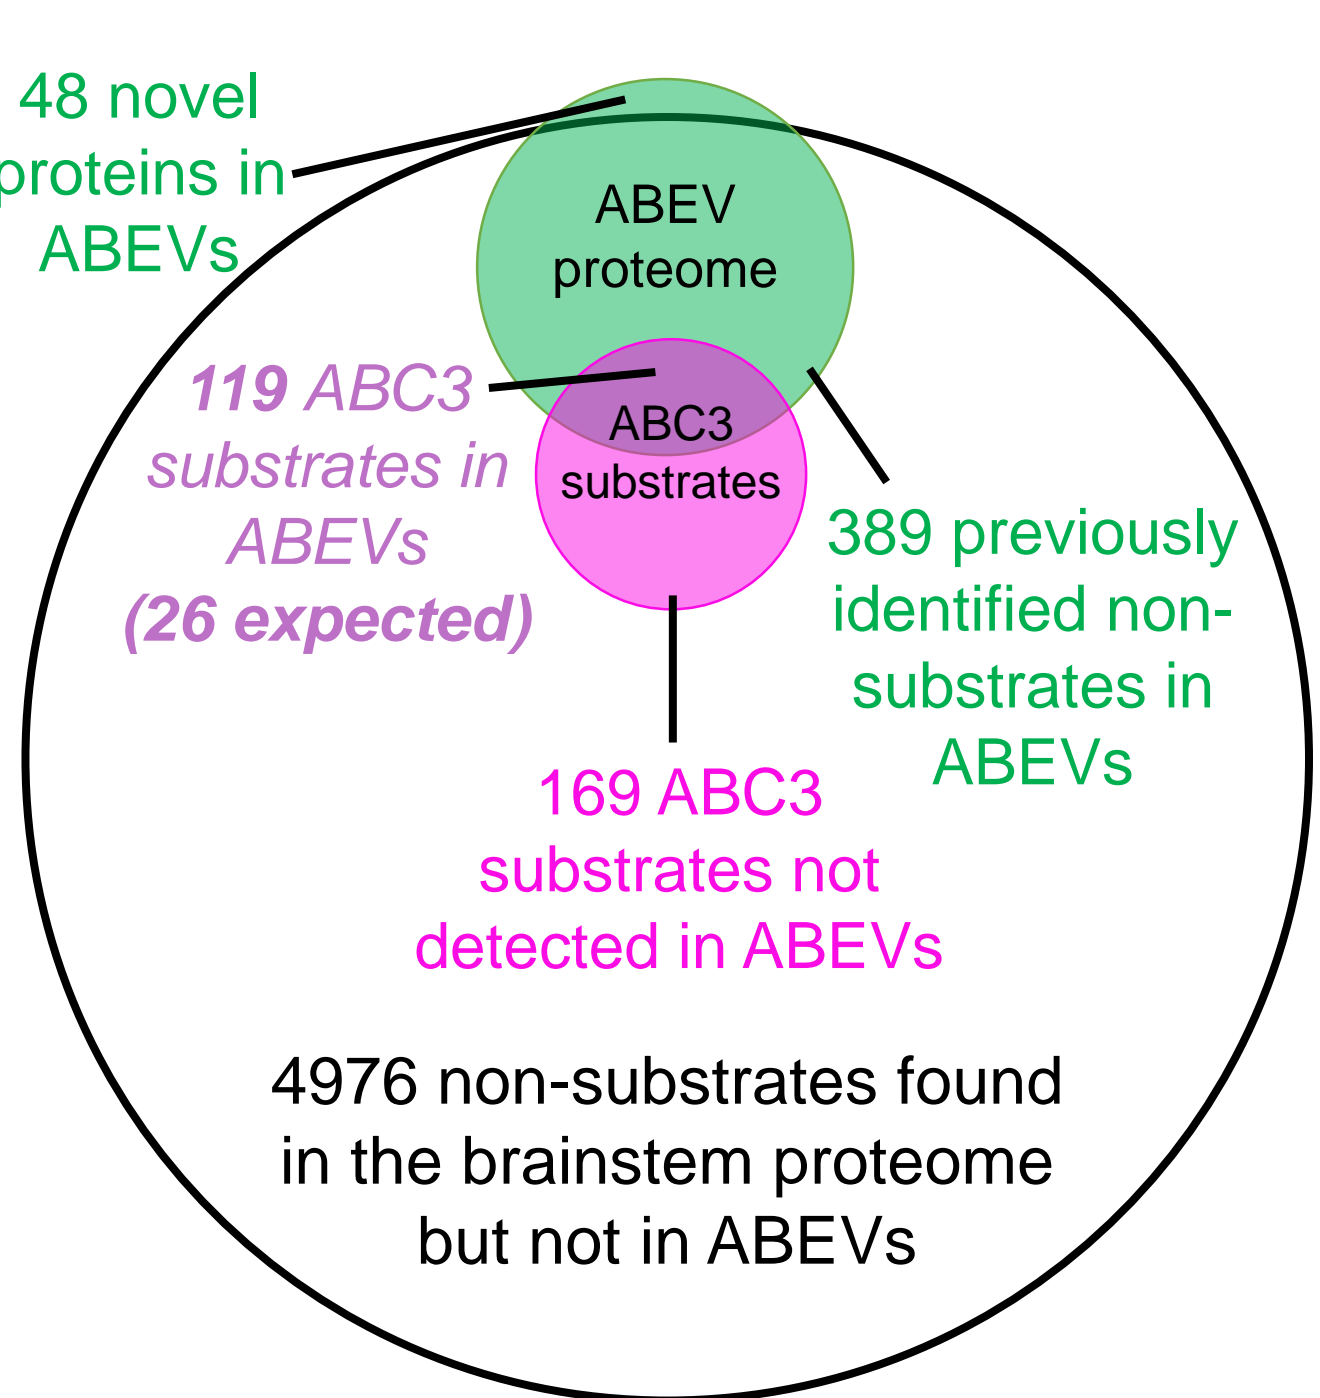 48 novel
proteins in
ABEVs
ABEV
proteome
119 ABC3
substrates in
ABEVs
(26 expected)
ABC3
substrates
389 previously
identified non-
substrates in
ABEVs
169 ABC3
substrates not
detected in ABEVs
4976 non-substrates found
in the brainstem proteome
but not in ABEVs